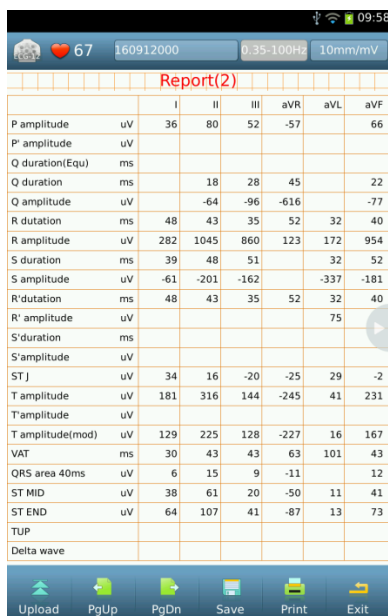 09:58
67 160912000 0.35-100Hz 10mm/mV
Report(2)
I II III aVR aVL aVF
P amplitude uV 36 80 52 -57 66
P' amplitude uV
Q duration(Equ) ms
Q duration ms 18 28 45 22
Q amplitude uV -64 -96 -616 -77
R dutation ms 48 43 35 52 32 40
R amplitude uV 282 1045 860 123 172 954
S duration ms 39 48 51 32 52
S amplitude uV -61 -201 -162 -337 -181
R'dutation ms 48 43 35 52 32 40
R' amplitude uV 75
S'duration ms
S'amplitude uV
ST J uV 34 16 -20 -25 29 -2
T amplitude uV 181 316 144 -245 41 231
T'amplitude uV
T amplitude(mod) uV 129 225 128 -227 16 167
VAT ms 30 43 43 63 101 43
QRS area 40ms uV 6 15 9 -11 12
ST MID uV 38 61 20 -50 11 41
ST END uV 64 107 41 -87 13 73
TUP
Delta wave
Upload PgUp PgDn Save Print Exit